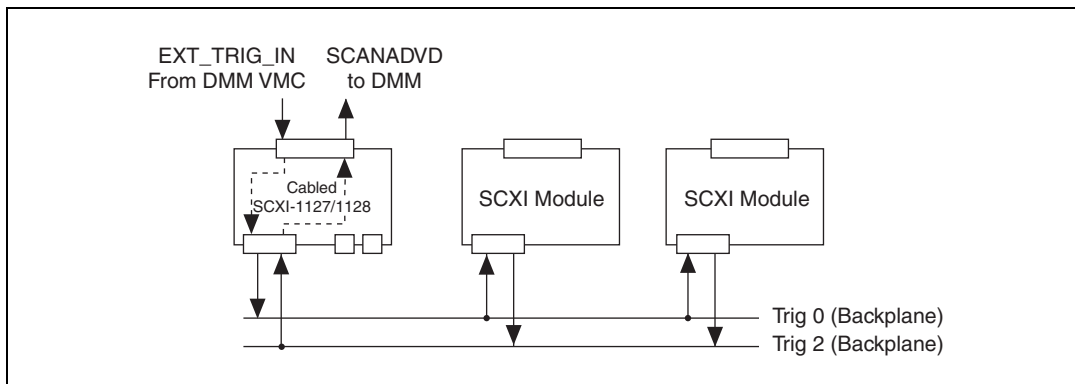 EXT_TRIG_IN
From DMM VMC
SCANADVD
to DMM
Cabled
SCXI-1127/1128
SCXI Module
SCXI Module
Trig 0 (Backplane)
Trig 2 (Backplane)